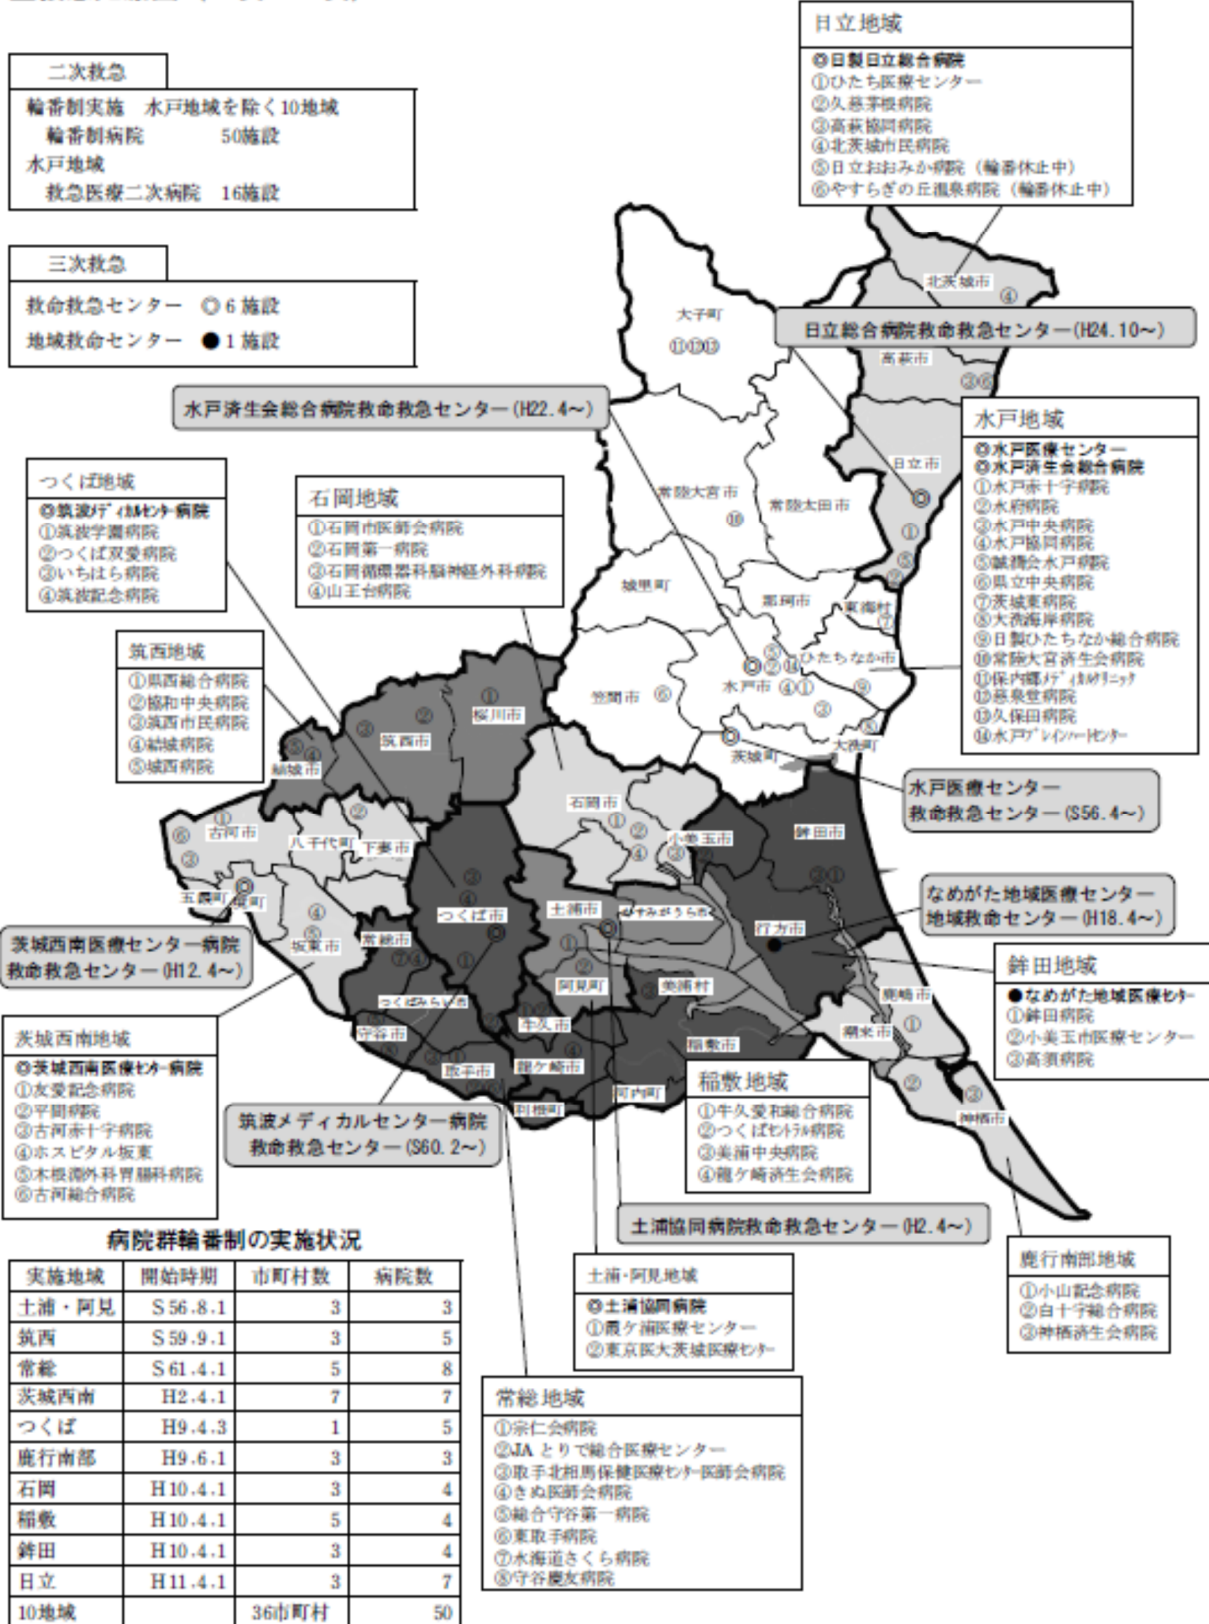 二次救急
輪番制実施　水戸地域を除く10地域
輪番制病院　50施設
水戸地域
救急医療二次病院　16施設
三次救急
救命救急センター　◎6施設
地域救命センター　●1施設
日立地域
◎日製日立総合病院
①ひたち医療センター
②久慈茅根病院
③高萩協同病院
④北茨城市民病院
⑤日立おおみか病院（輪番休止中）
⑥やすらぎの丘温泉病院（輪番休止中）
北茨城市
④
大子町
⑪⑫⑬
日立総合病院救命救急センター(H24.10～)
高萩市
③⑥
水戸済生会総合病院救命救急センター(H22.4～)
水戸地域
◎水戸医療センター
◎水戸済生会総合病院
①水戸赤十字病院
②水府病院
③水戸中央病院
④水戸協同病院
⑤誠潤会水戸病院
⑥県立中央病院
⑦茨城東病院
⑧大洗海岸病院
⑨日製ひたちなか総合病院
⑩常陸大宮済生会病院
⑪保内郷ﾒﾃﾞｨｶﾙｸﾘﾆｯｸ
⑫慈泉堂病院
⑬久保田病院
⑭水戸ﾌﾞﾚｲﾝﾊｰﾄｾﾝﾀｰ
日立市
◎
①
⑤
②
つくば地域
◎筑波ﾒﾃﾞｨｶﾙｾﾝﾀｰ病院
①筑波学園病院
②つくば双愛病院
③いちはら病院
④筑波記念病院
石岡地域
①石岡市医師会病院
②石岡第一病院
③石岡循環器科脳神経外科病院
④山王台病院
常陸大宮市
⑩
常陸太田市
城里町
那珂市
東海村
⑦
筑西地域
①県西総合病院
②協和中央病院
③筑西市民病院
④結城病院
⑤城西病院
ひたちなか市
⑨
水戸市
◎
⑤
②⑭
④①
③
笠間市
⑥
大洗町
⑧
茨城町
◎
桜川市
①
筑西市
③
②
結城市
⑤
④
水戸医療センター
救命救急センター(S56.4～)
古河市
①
⑥
③
八千代町
下妻市
②
石岡市
①
②
④
小美玉市
③
②
鉾田市
③①
五霞町
境町
◎
坂東市
④
⑤
つくば市
③
④
◎
①
土浦市
①
かすみがうら市
◎
行方市
●
なめがた地域医療センター
地域救命センター(H18.4～)
茨城西南医療センター病院
救命救急センター(H12.4～)
常総市
⑦④
つくばみらい市
守谷市
阿見町
②
美浦村
③
鉾田地域
●なめがた地域医療ｾﾝﾀｰ
①鉾田病院
②小美玉市医療センター
③高須病院
鹿嶋市
①
潮来市
牛久市
稲敷市
取手市
龍ケ崎市
④
河内町
利根町
神栖市
②
③
茨城西南地域
◎茨城西南医療ｾﾝﾀｰ病院
①友愛記念病院
②平間病院
③古河赤十字病院
④ホスピタル坂東
⑤木根淵外科胃腸科病院
⑥古河総合病院
筑波メディカルセンター病院
救命救急センター(S60.2～)
稲敷地域
①牛久愛和総合病院
②つくばｾﾝﾄﾗﾙ病院
③美浦中央病院
④龍ケ崎済生会病院
土浦協同病院救命救急センター(H2.4～)
病院群輪番制の実施状況
実施地域　開始時期　市町村数　病院数
土浦・阿見　S56.8.1　3　3
筑西　S59.9.1　3　5
常総　S61.4.1　5　8
茨城西南　H2.4.1　7　7
つくば　H9.4.3　1　5
鹿行南部　H9.6.1　3　3
石岡　H10.4.1　3　4
稲敷　H10.4.1　5　4
鉾田　H10.4.1　3　4
日立　H11.4.1　3　7
10地域　36市町村　50
土浦・阿見地域
◎土浦協同病院
①霞ケ浦医療センター
②東京医大茨城医療ｾﾝﾀｰ
鹿行南部地域
①小山記念病院
②白十字総合病院
③神栖済生会病院
常総地域
①宗仁会病院
②JAとりで総合医療センター
③取手北相馬保健医療ｾﾝﾀｰ医師会病院
④きぬ医師会病院
⑤総合守谷第一病院
⑥東取手病院
⑦水海道さくら病院
⑧守谷慶友病院